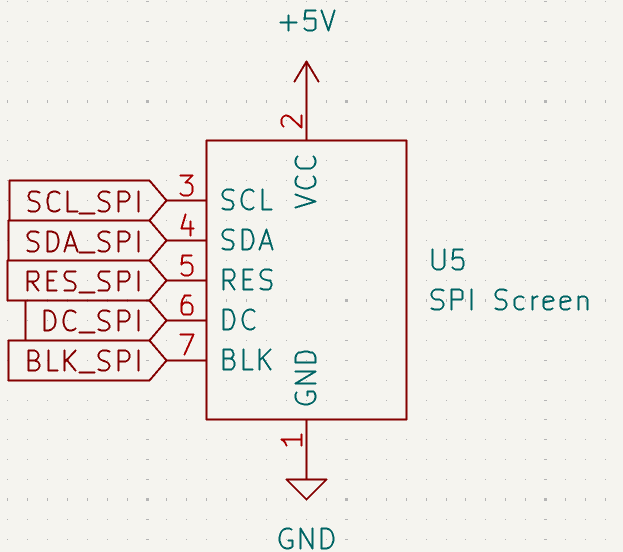 +5V
2
VCC
SCL_SPI 3 SCL
SDA_SPI 4 SDA
RES_SPI 5 RES
DC_SPI 6 DC
BLK_SPI 7 BLK
U5
SPI Screen
GND
1
GND